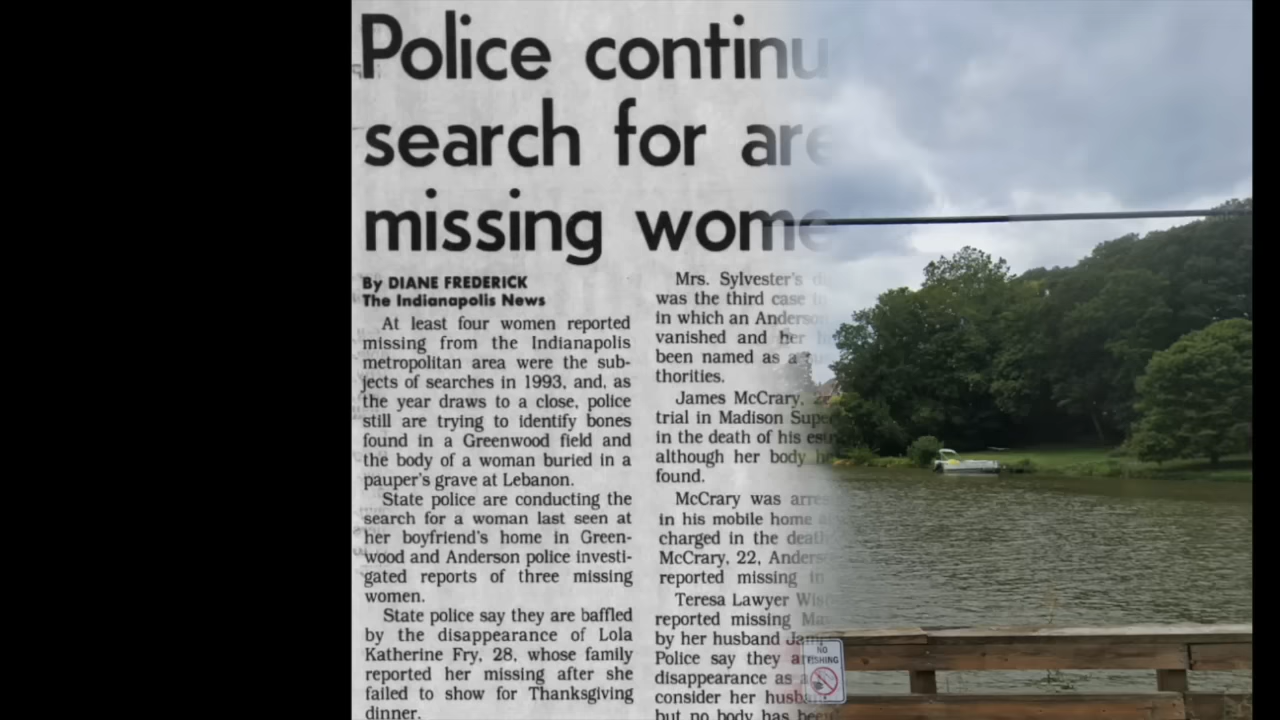 Police continu
search for are
missing wome
By DIANE FREDERICK
The Indianapolis News
At least four women reported
missing from the Indianapolis
metropolitan area were the sub-
jects of searches in 1993, and, as
the year draws to a close, police
still are trying to identify bones
found in a Greenwood field and
the body of a woman buried in a
pauper's grave at Lebanon.
State police are conducting the
search for a woman last seen at
her boyfriend's home in Green-
wood and Anderson police investi-
gated reports of three missing
women.
State police say they are baffled
by the disappearance of Lola
Katherine Fry, 28, whose family
reported her missing after she
failed to show for Thanksgiving
dinner.
Mrs. Sylvester's
was the third case
in which an Anderson
vanished and her
been named as a
thorities.
James McCrary,
trial in Madison Supe
in the death of his
although her body
found.
McCrary was arres
in his mobile home
charged in the death
McCrary, 22, Anders
reported missing in
Teresa Lawyer
reported missing
by her husband
Police say they
disappearance as a
consider her husban
but no body has been
NO
FISHING